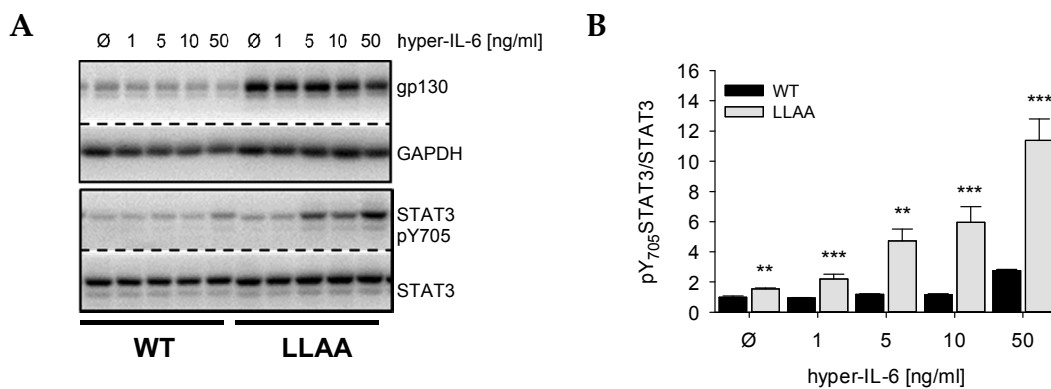 A
Ø 1 5 10 50 Ø 1 5 10 50 hyper-IL-6 [ng/ml]
gp130
GAPDH
STAT3
pY705
STAT3
WT LLAA
B
16
14
12
10
8
6
4
2
0
pY705STAT3/STAT3
WT
LLAA
**
***
**
***
***
Ø 1 5 10 50
hyper-IL-6 [ng/ml]